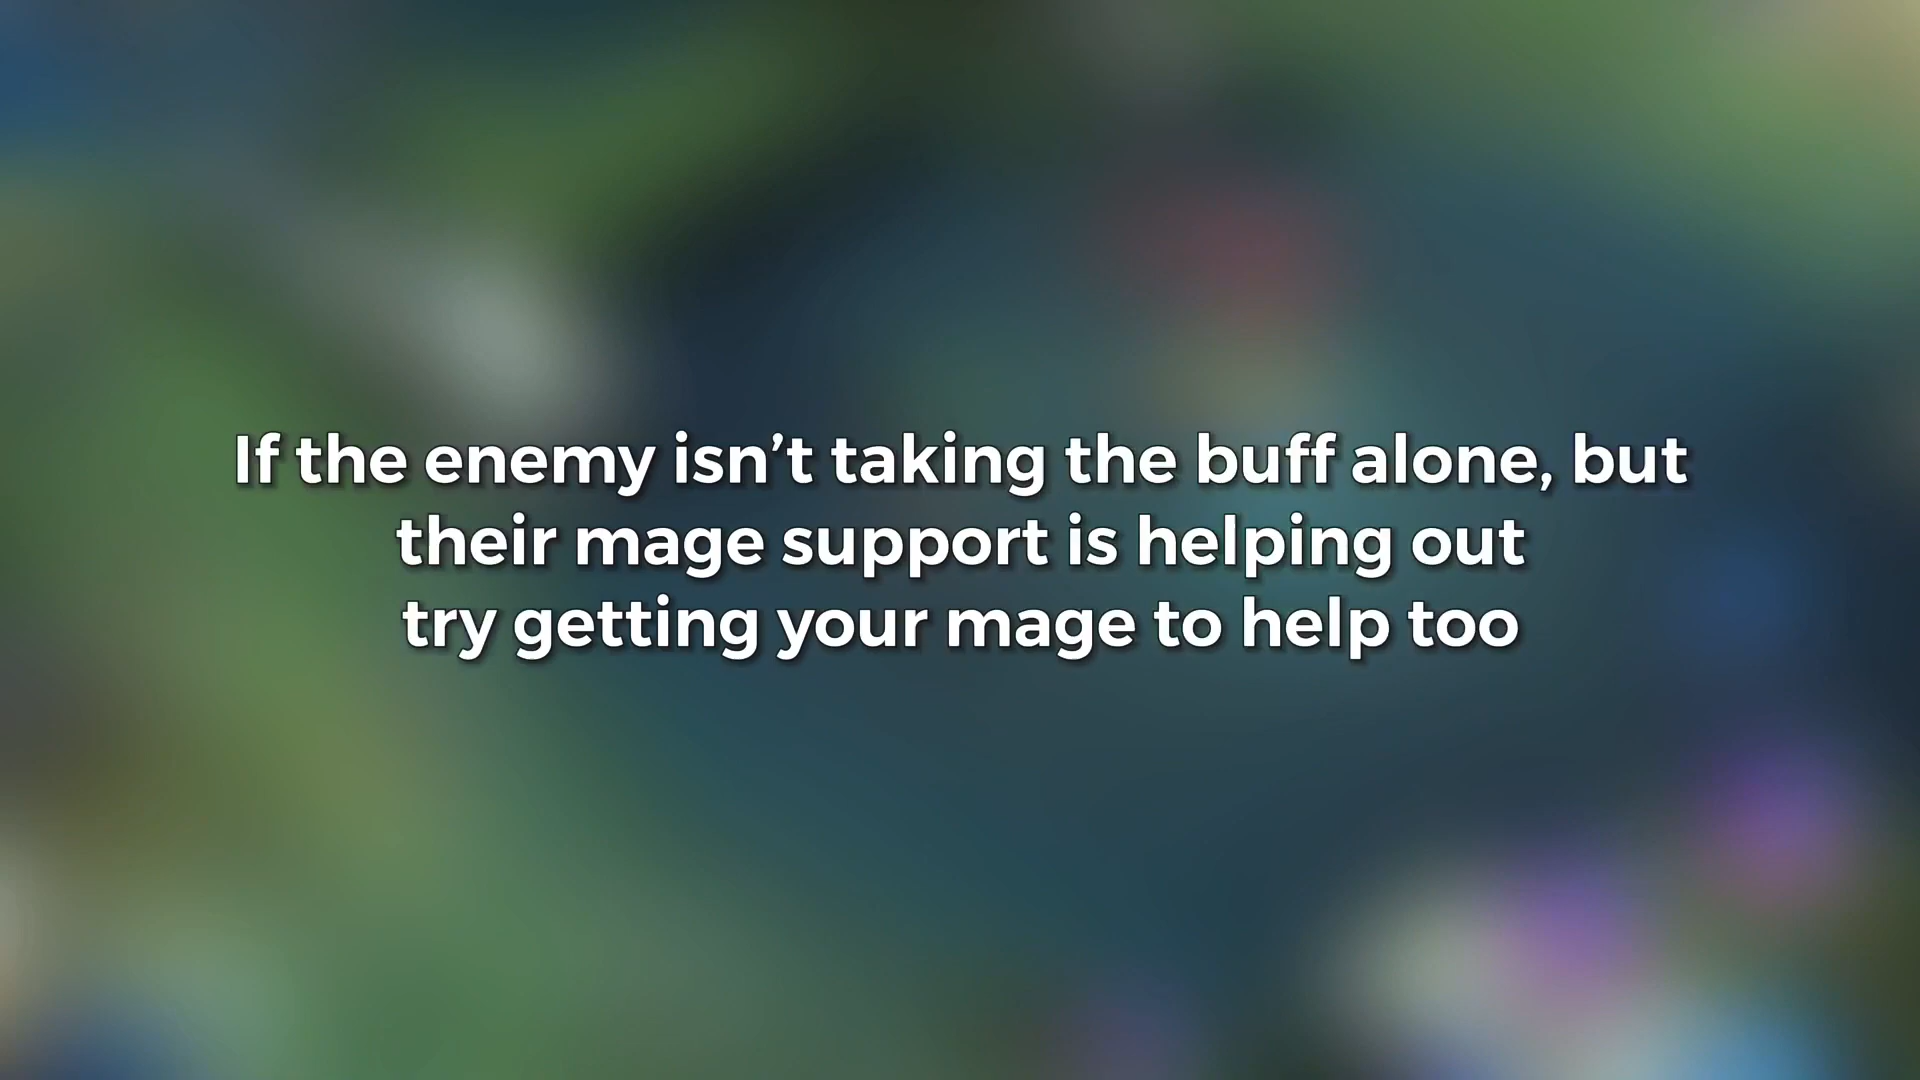 If the enemy isn’t taking the buff alone, but
their mage support is helping out
try getting your mage to help too